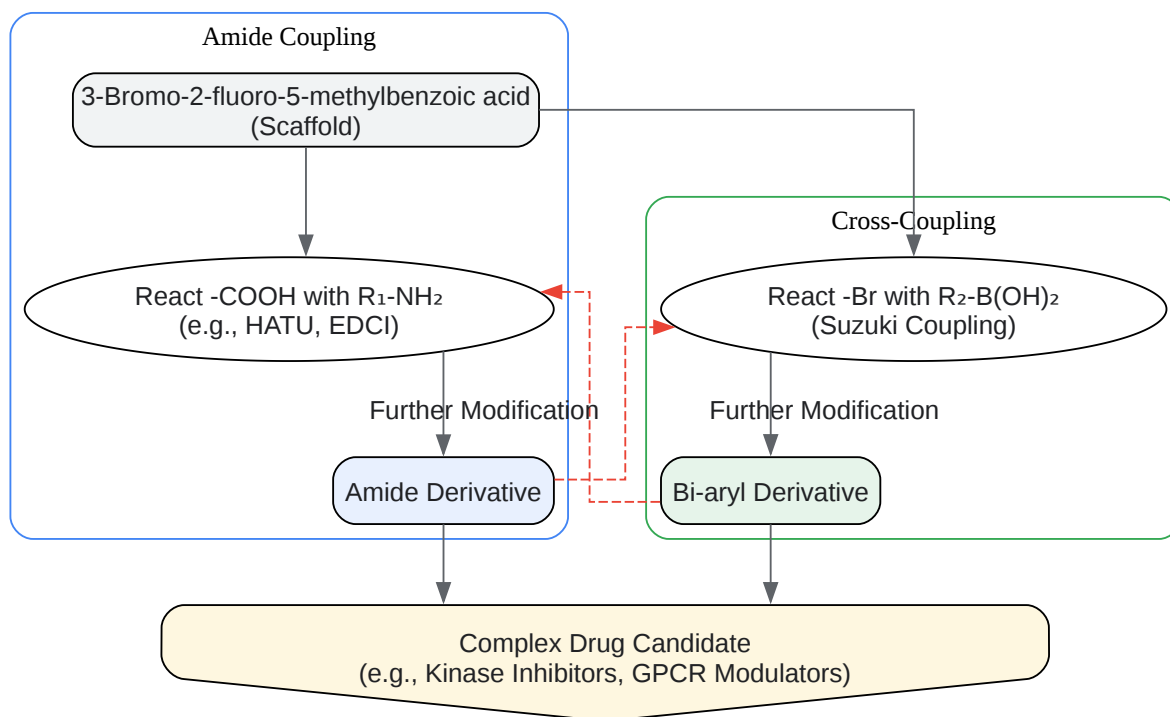 Amide Coupling
3-Bromo-2-fluoro-5-methylbenzoic acid
(Scaffold)
Cross-Coupling
React -COOH with R₁-NH₂
(e.g., HATU, EDCI)
React -Br with R₂-B(OH)₂
(Suzuki Coupling)
Further Modification
Further Modification
Amide Derivative
Bi-aryl Derivative
Complex Drug Candidate
(e.g., Kinase Inhibitors, GPCR Modulators)